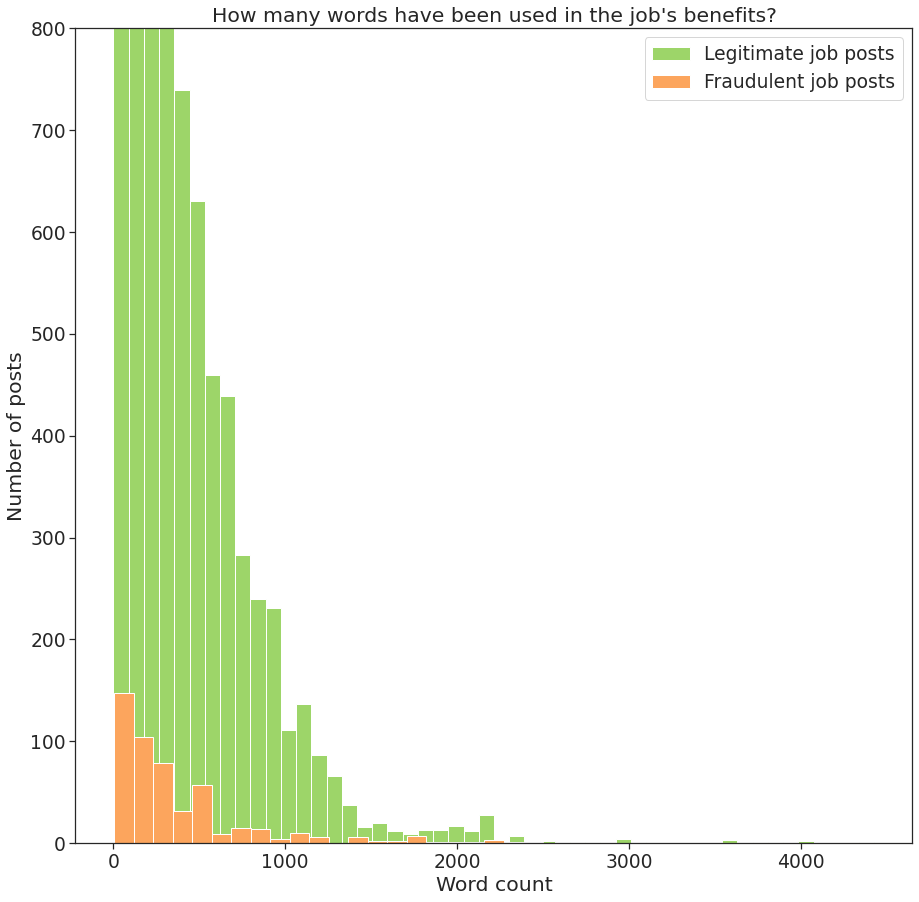 How many words have been used in the job's benefits?
Legitimate job posts
Fraudulent job posts
Number of posts
800
700
600
500
400
300
200
100
0
0 1000 2000 3000 4000
Word count